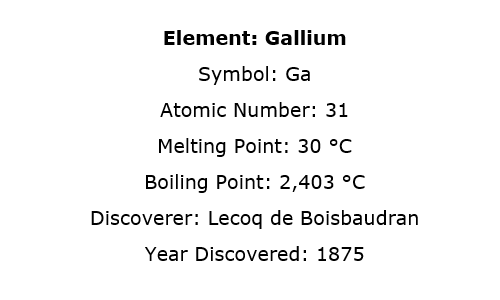 Element: Gallium
Symbol: Ga
Atomic Number: 31
Melting Point: 30 °C
Boiling Point: 2,403 °C
Discoverer: Lecoq de Boisbaudran
Year Discovered: 1875